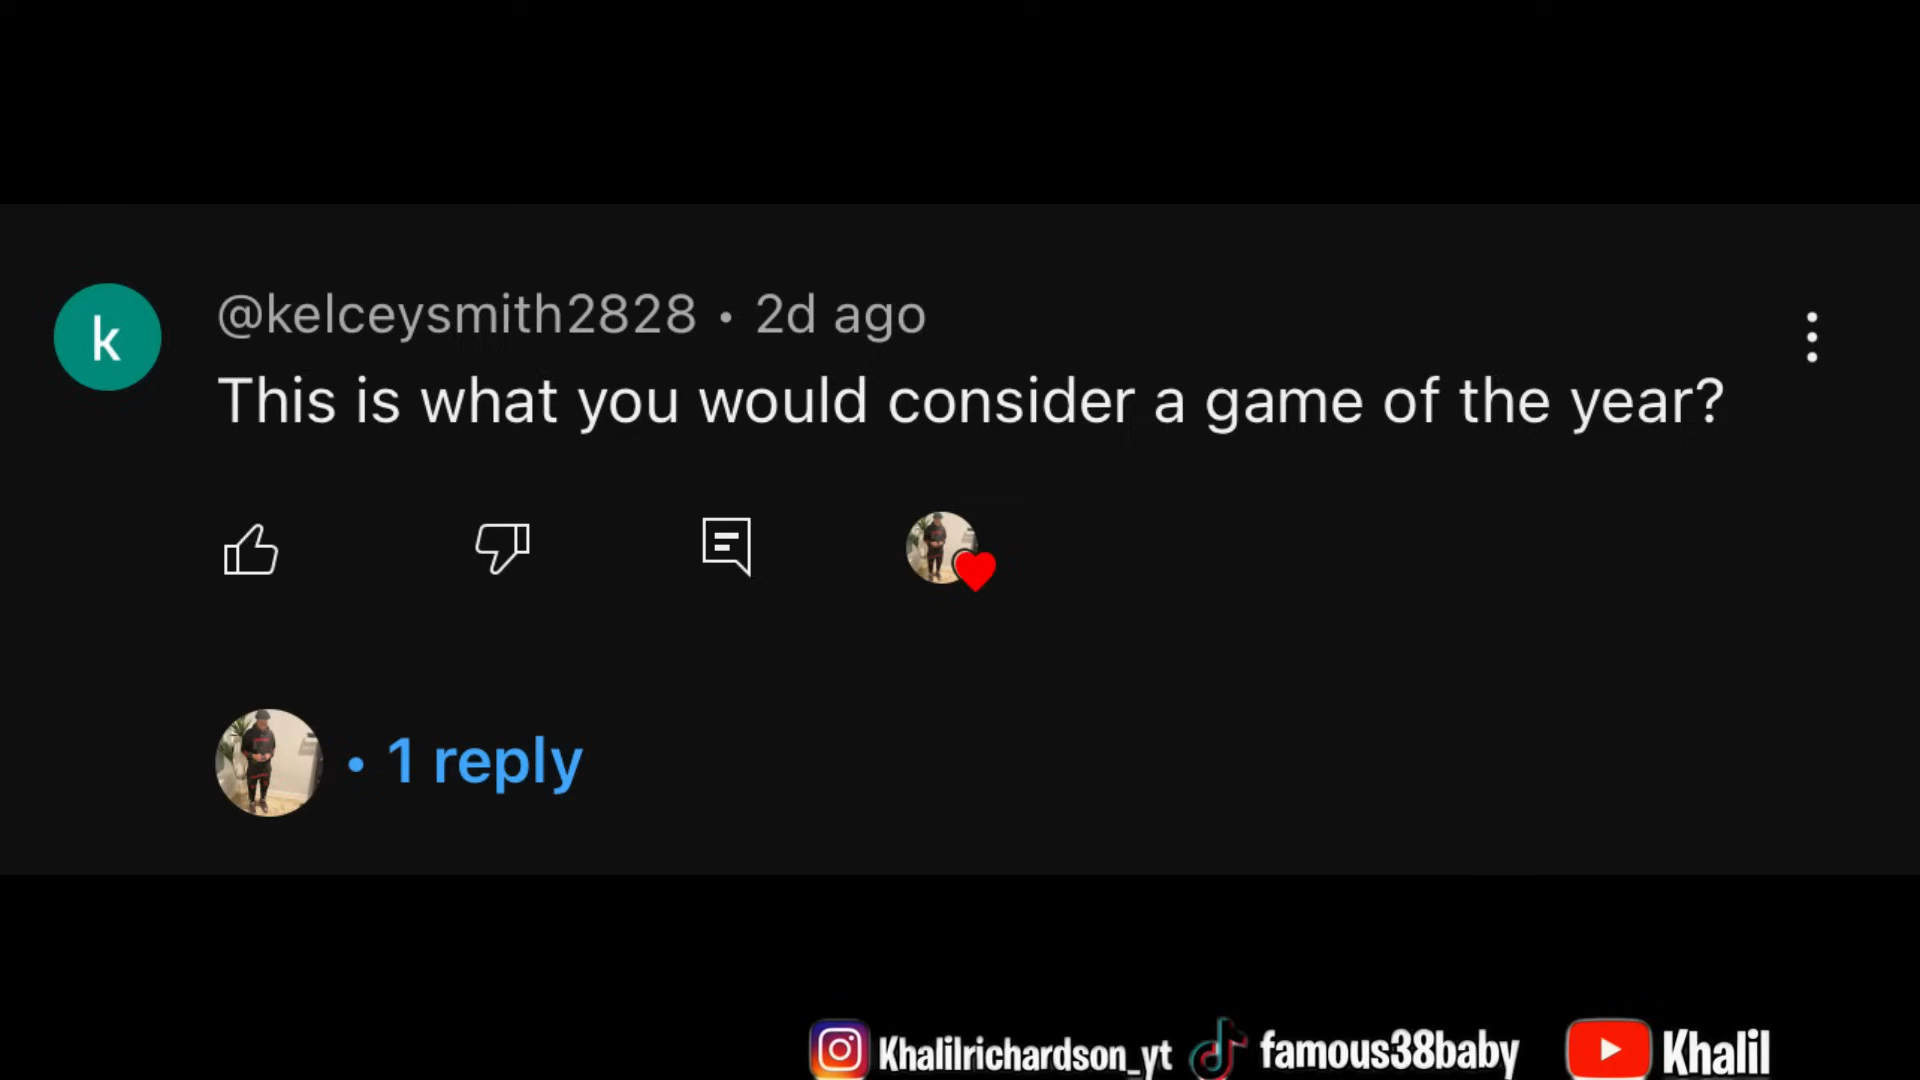 k
@kelceysmith2828 • 2d ago
This is what you would consider a game of the year?
• 1 reply
Khalilrichardson_yt famous38baby Khalil